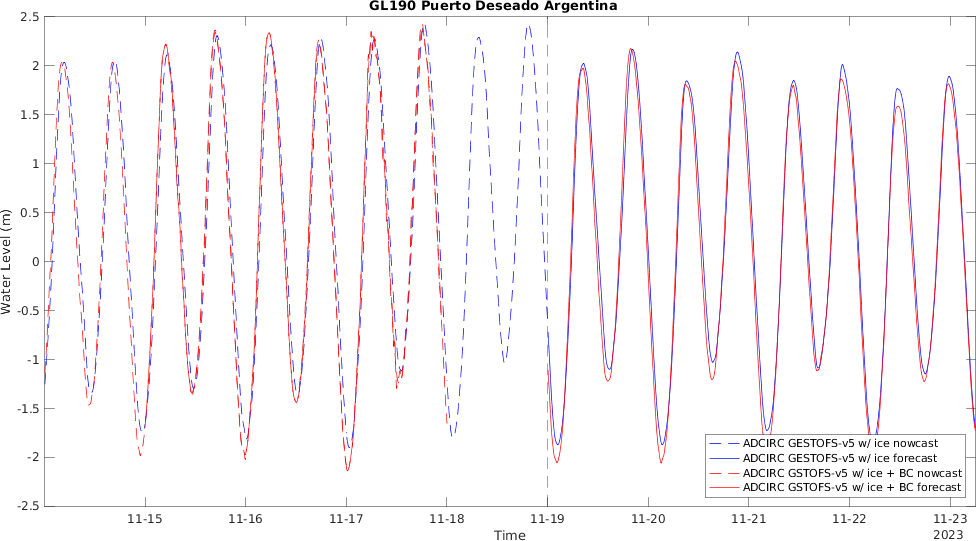 GL190 Puerto Deseado Argentina
Water Level (m)
2.5
2
1.5
1
0.5
0
-0.5
-1
-1.5
-2
-2.5
ADCIRC GESTOFS-v5 w/ ice nowcast
ADCIRC GESTOFS-v5 w/ ice forecast
ADCIRC GSTOFS-v5 w/ ice + BC nowcast
ADCIRC GSTOFS-v5 w/ ice + BC forecast
11-15 11-16 11-17 11-18 11-19 11-20 11-21 11-22 11-23
Time
2023